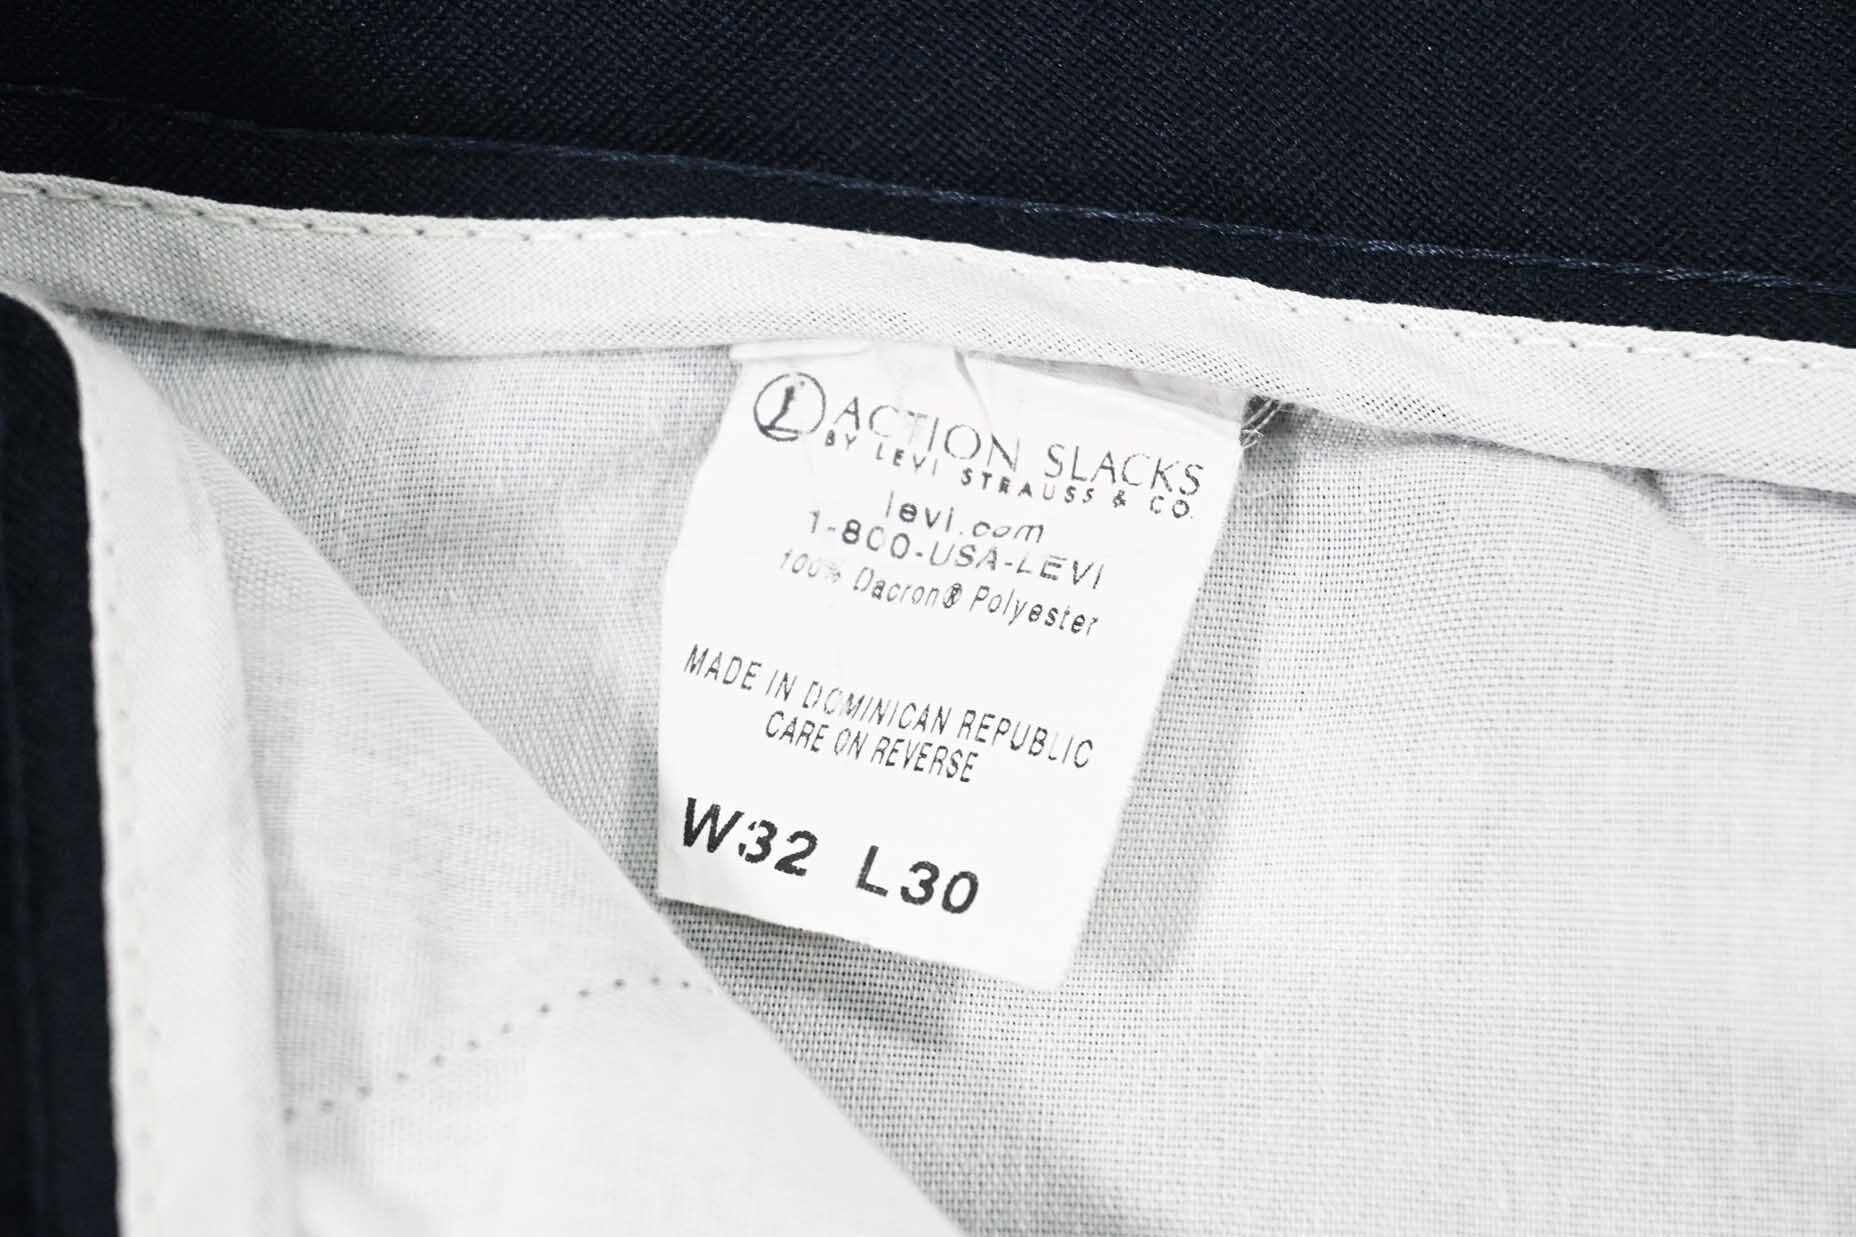 L ACTION SLACKS
BY LEVI STRAUSS & CO.
levi.com
1-800-USA-LEVI
100% Dacron® Polyester
MADE IN DOMINICAN REPUBLIC
CARE ON REVERSE
W32 L30